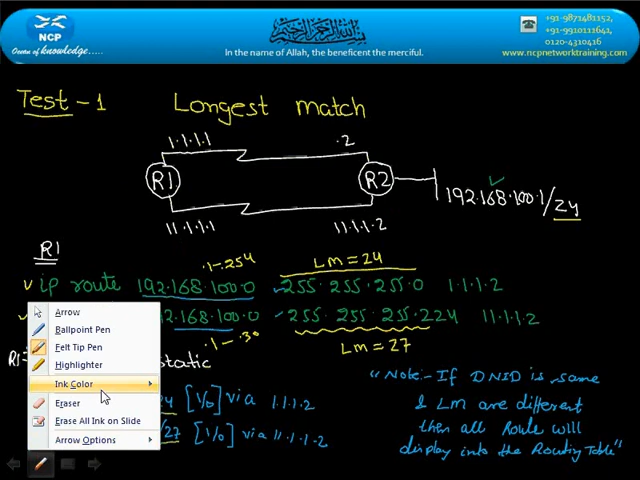 NCP
Ocean of knowledge.....
In the name of Allah, the beneficent the merciful.
+91-9871481152,
+91-9910111641,
0120-4310416
www.ncpnetworktraining.com
Test-1 Longest match
1.1.1.1 .2
R1 R2
192.168.100.1/24
11.1.1.1 11.1.1.2
R1 .1-.254 Lm=24
ip route 192.168.100.0 255.255.255.0 1.1.1.2
.168.100.0 255.255.255.224 11.1.1.2
.1-.30 Lm=27
static
[1/0] via 1.1.1.2
/27 [1/0] via 11.1.1.2
"Note:- If DNID is same
& LM are different
then all Route will
display into the Routing Table"
Arrow
Ballpoint Pen
Felt Tip Pen
Highlighter
Ink Color
Eraser
Erase All Ink on Slide
Arrow Options